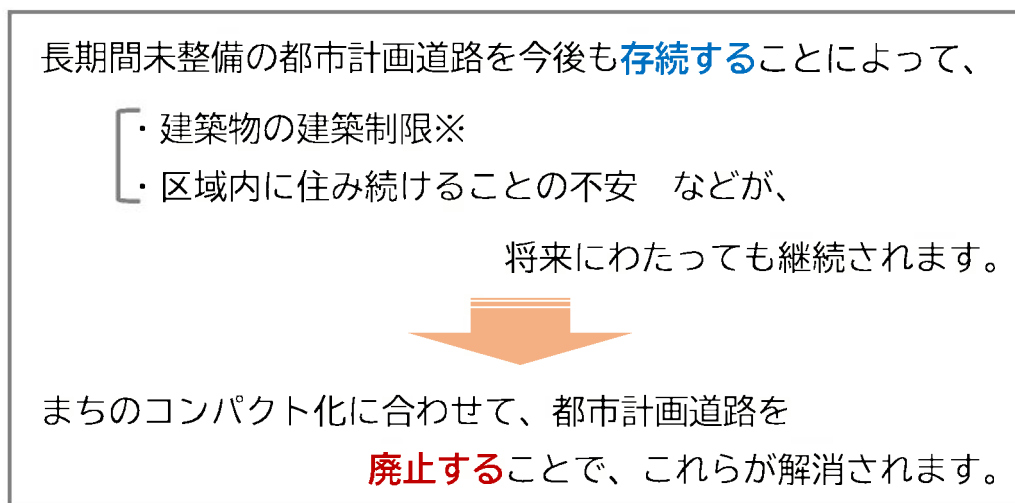 長期間未整備の都市計画道路を今後も存続することによって、
・建築物の建築制限※
・区域内に住み続けることの不安　などが、
将来にわたっても継続されます。
まちのコンパクト化に合わせて、都市計画道路を
廃止することで、これらが解消されます。